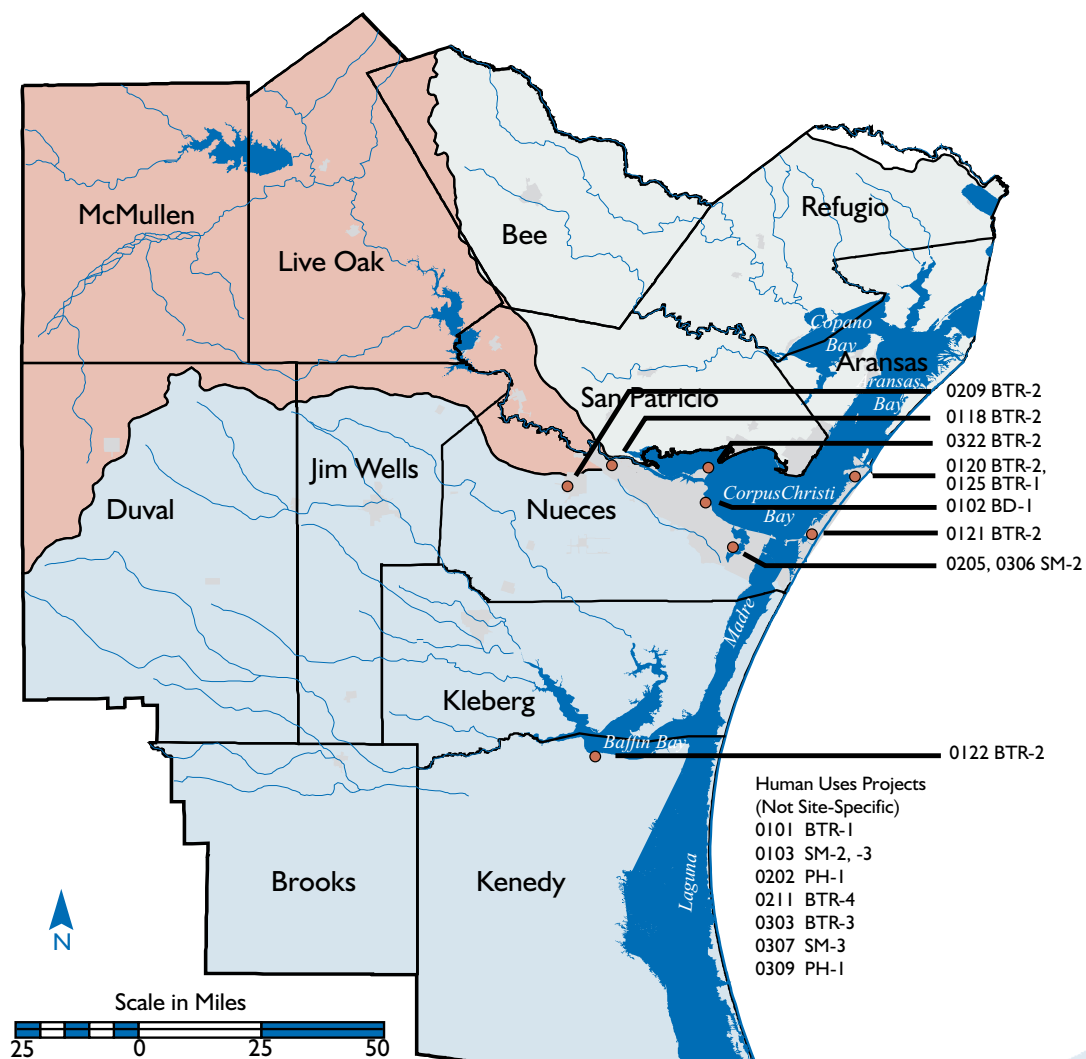 McMullen
Live Oak
Bee
Refugio
Copano
Bay
Aransas
Aransas
Bay
San Patricio
0209 BTR-2
0118 BTR-2
0322 BTR-2
0120 BTR-2,
0125 BTR-1
0102 BD-1
0121 BTR-2
0205, 0306 SM-2
Jim Wells
Duval
Nueces
CorpusChristi
Bay
Madre
Kleberg
Baffin Bay
0122 BTR-2
Human Uses Projects
(Not Site-Specific)
0101 BTR-1
0103 SM-2, -3
0202 PH-1
0211 BTR-4
0303 BTR-3
0307 SM-3
0309 PH-1
Laguna
Brooks
Kenedy
N
Scale in Miles
25 0 25 50